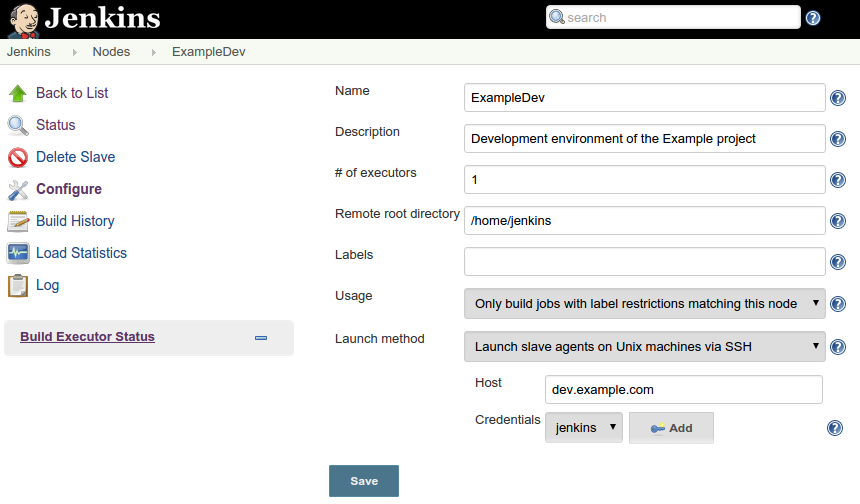 Jenkins
search
Jenkins Nodes ExampleDev
Back to List
Status
Delete Slave
Configure
Build History
Load Statistics
Log
Build Executor Status
Name ExampleDev
Description Development environment of the Example project
# of executors 1
Remote root directory /home/jenkins
Labels
Usage Only build jobs with label restrictions matching this node
Launch method Launch slave agents on Unix machines via SSH
Host dev.example.com
Credentials jenkins Add
Save